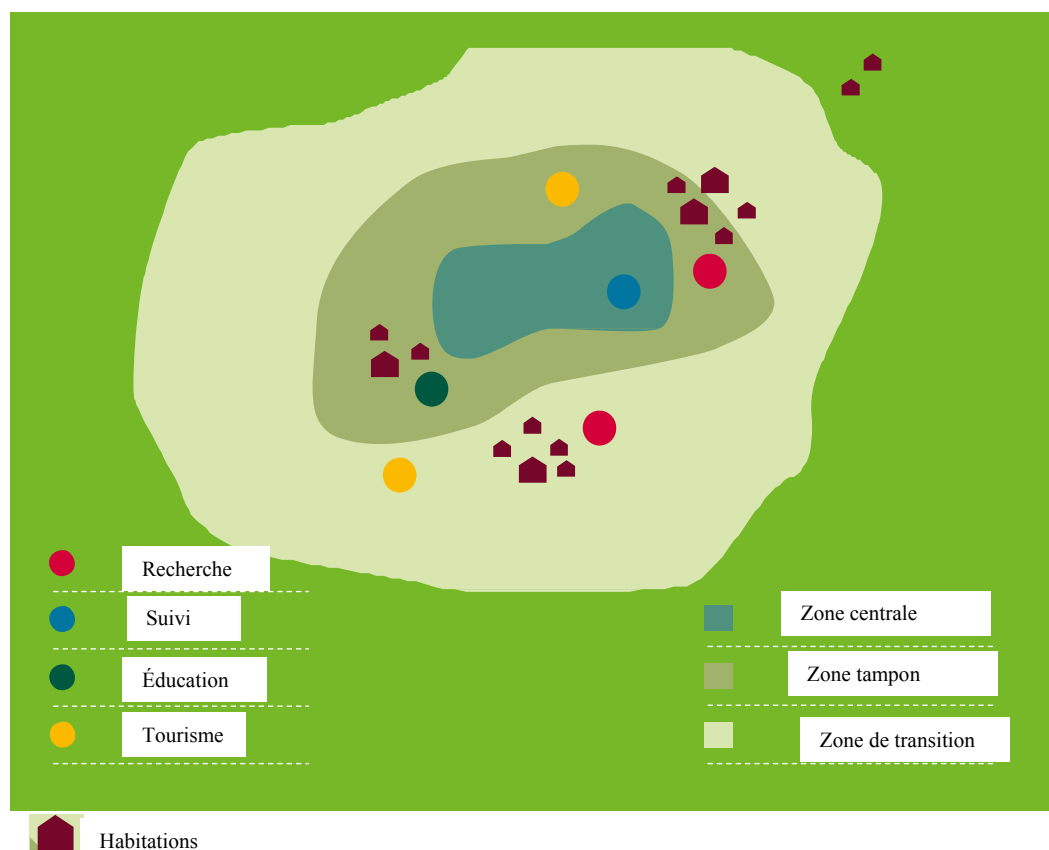 Recherche
Suivi
Éducation
Tourisme
Zone centrale
Zone tampon
Zone de transition
Habitations